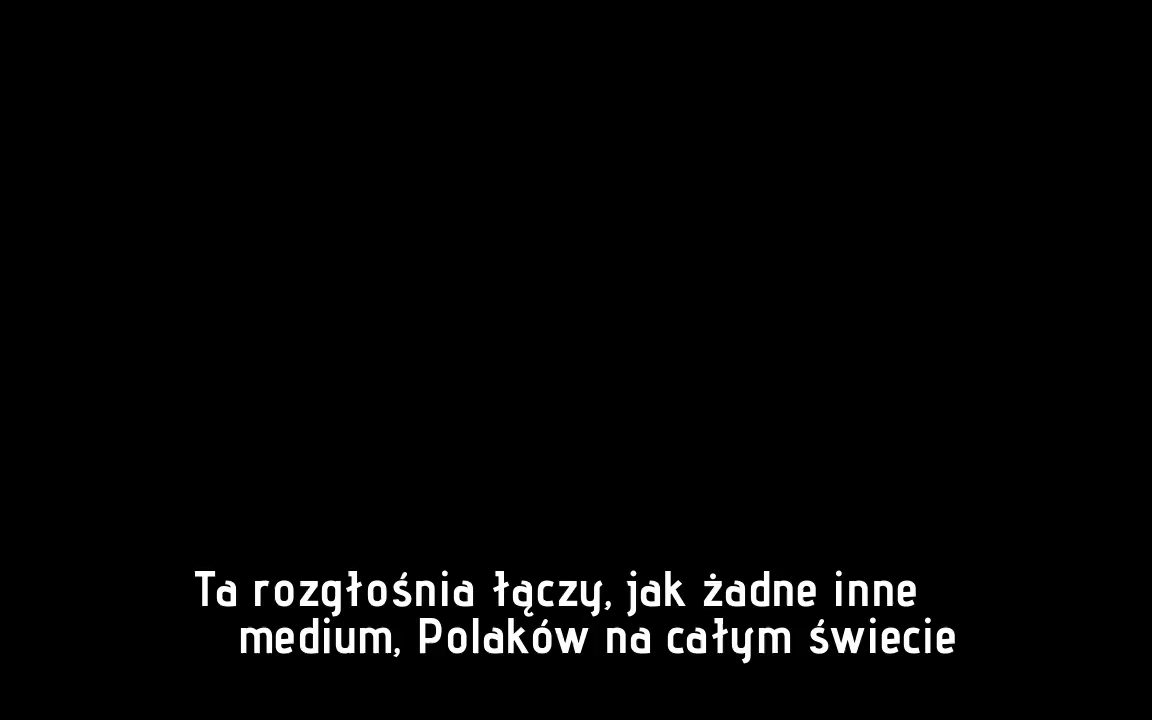 Ta rozgłośnia łączy, jak żadne inne
medium, Polaków na całym świecie